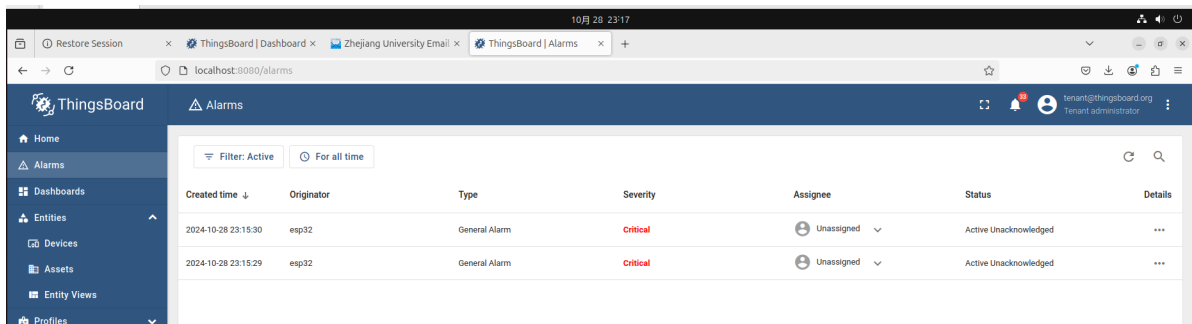 10月 28 23:17
Restore Session
ThingsBoard | Dashboard
Zhejiang University Email
ThingsBoard | Alarms
localhost:8080/alarms
ThingsBoard
Alarms
33
tenant@thingsboard.org
Tenant administrator
Home
Alarms
Dashboards
Entities
Devices
Assets
Entity Views
Profiles
Filter: Active
For all time
Created time Originator Type Severity Assignee Status Details
2024-10-28 23:15:30 esp32 General Alarm Critical Unassigned Active Unacknowledged
2024-10-28 23:15:29 esp32 General Alarm Critical Unassigned Active Unacknowledged